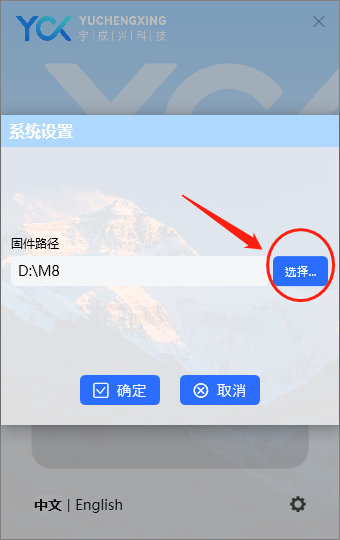 YCX YUCHENGXING
宇|成|兴|科|技
系统设置
固件路径
D:\M8
选择...
确定
取消
中文 | English